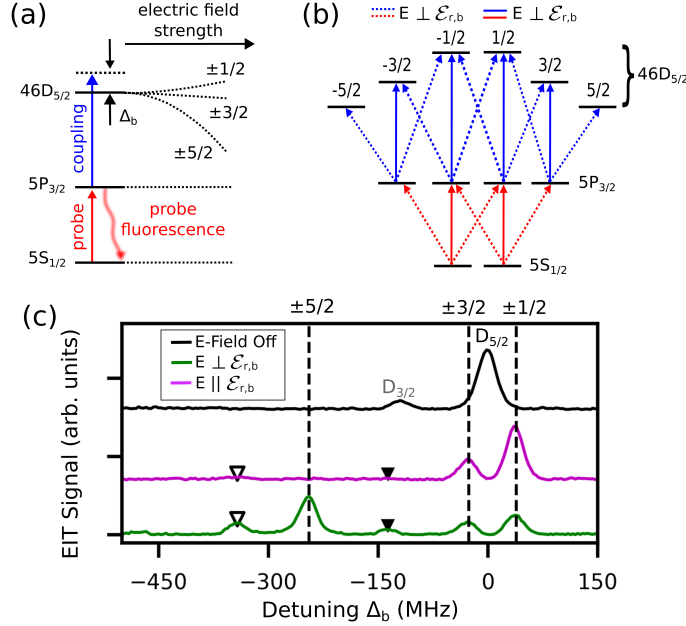 (a)
electric field
strength
46D5/2
Δb
±1/2
±3/2
±5/2
coupling
5P3/2
probe
probe
fluorescence
5S1/2
(b)
E ⊥ ℰr,b
E ⊥ ℰr,b
-1/2
1/2
-3/2
3/2
-5/2
5/2
46D5/2
5P3/2
5S1/2
(c)
±5/2
±3/2
±1/2
E-Field Off
E ⊥ ℰr,b
E || ℰr,b
D5/2
D3/2
EIT Signal (arb. units)
−450
−300
−150
0
150
Detuning Δb (MHz)